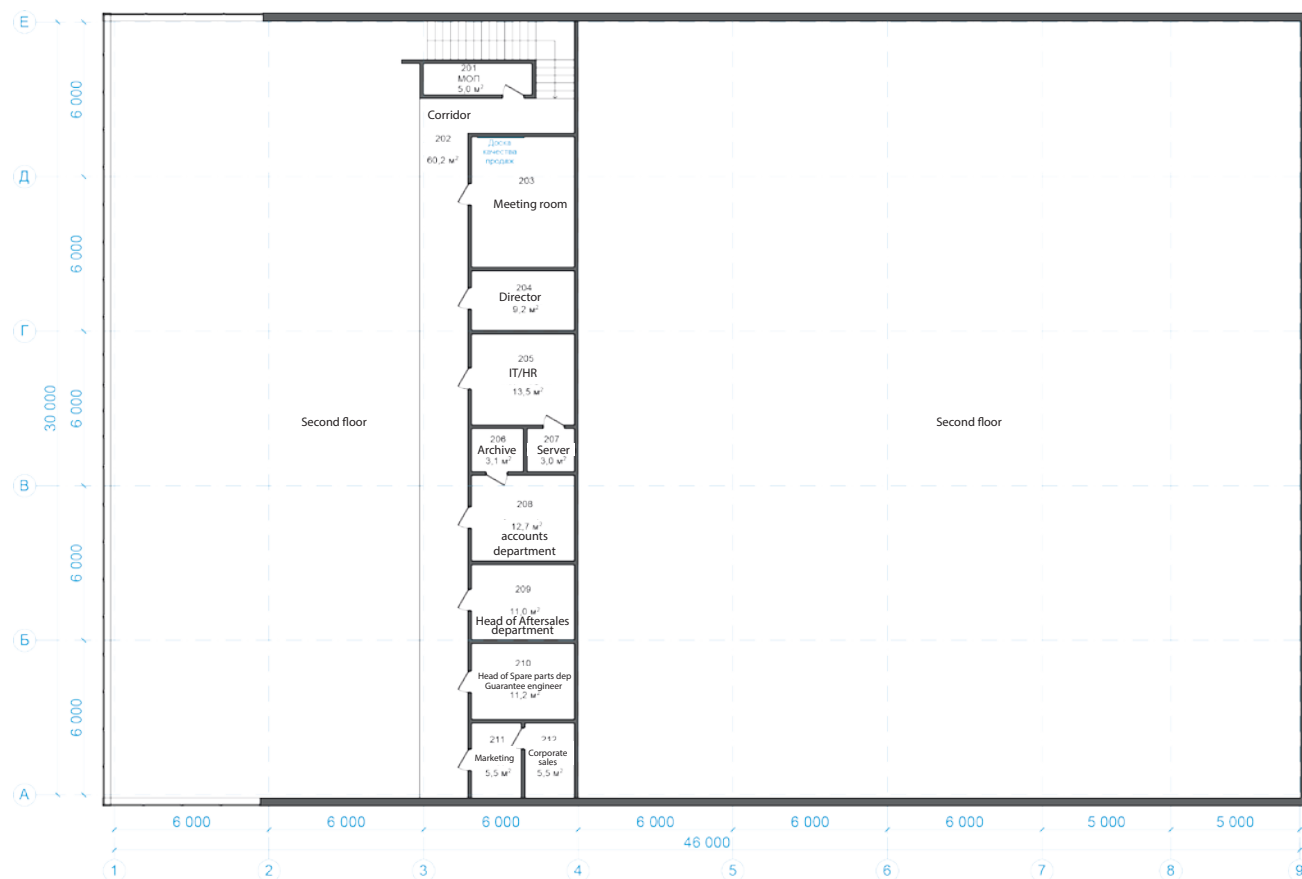 Е
201
МОП
5,0 м²
6 000
Corridor
202
60,2 м²
Доска
качества
продаж
203
Meeting room
Д
6 000
204
Director
9,2 м²
Г
205
IT/HR
13,5 м²
30 000
6 000
Second floor
Second floor
206
Archive
3,1 м²
207
Server
3,0 м²
В
208
12,7 м²
accounts
department
6 000
209
11,0 м²
Head of Aftersales
department
Б
210
Head of Spare parts dep
Guarantee engineer
11,2 м²
6 000
211
Marketing
5,5 м²
212
Corporate
sales
5,5 м²
А
6 000 6 000 6 000 6 000 6 000 6 000 5 000 5 000
46 000
1 2 3 4 5 6 7 8 9